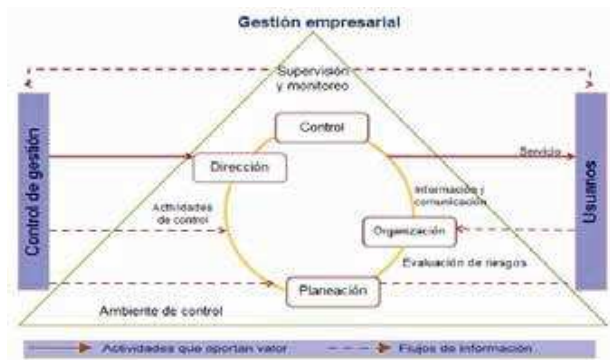 Gestión empresarial
Supervisión
y monitoreo
Control
Servicio
Dirección
Control de gestión
Usuarios
Actividades
de control
Información y
comunicación
Organización
Evaluación de riesgos
Planeación
Ambiente de control
Actividades que aportan valor
Flujos de información